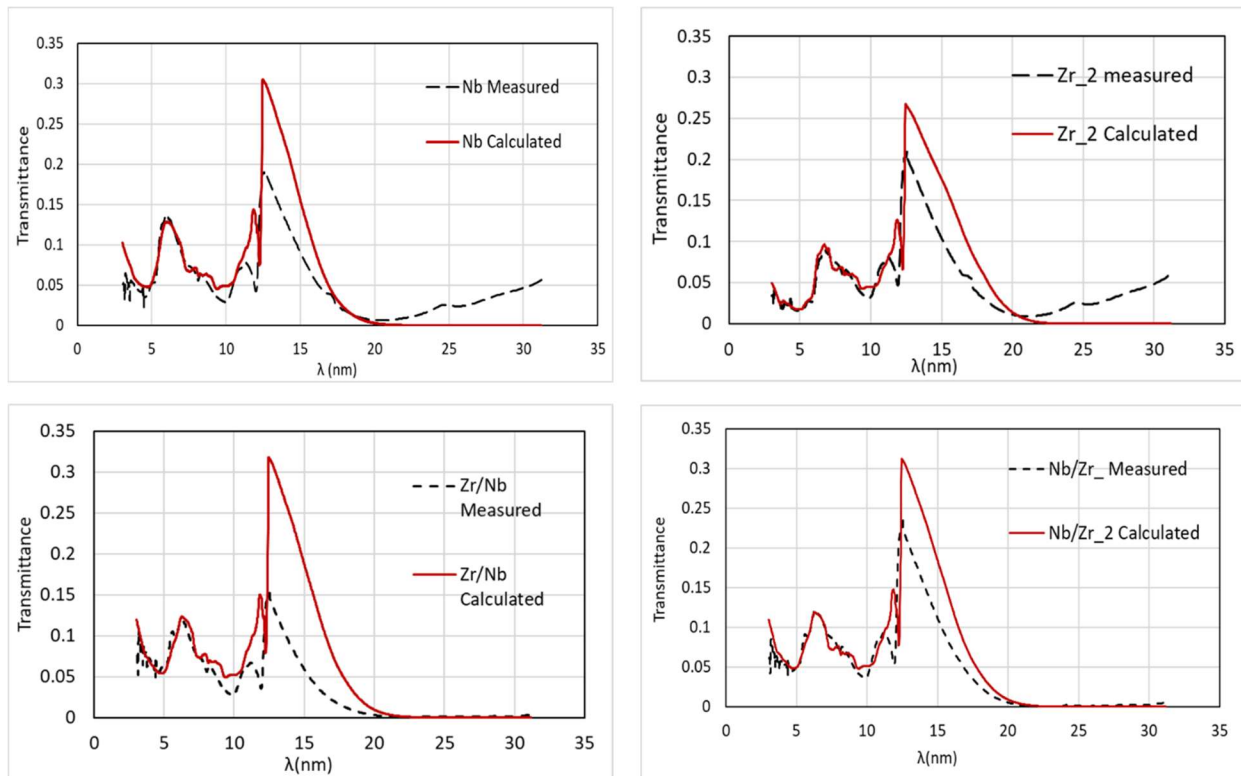 0.35
0.3
0.25
0.2
0.15
0.1
0.05
0
Transmittance
Nb Measured
Nb Calculated
0 5 10 15 20 25 30 35
λ (nm)
0.35
0.3
0.25
0.2
0.15
0.1
0.05
0
Transmittance
Zr_2 measured
Zr_2 Calculated
0 5 10 15 20 25 30 35
λ(nm)
0.35
0.3
0.25
0.2
0.15
0.1
0.05
0
Transmittance
Zr/Nb
Measured
Zr/Nb
Calculated
0 5 10 15 20 25 30 35
λ(nm)
0.35
0.3
0.25
0.2
0.15
0.1
0.05
0
Transmittance
Nb/Zr_ Measured
Nb/Zr_2 Calculated
0 5 10 15 20 25 30 35
λ(nm)